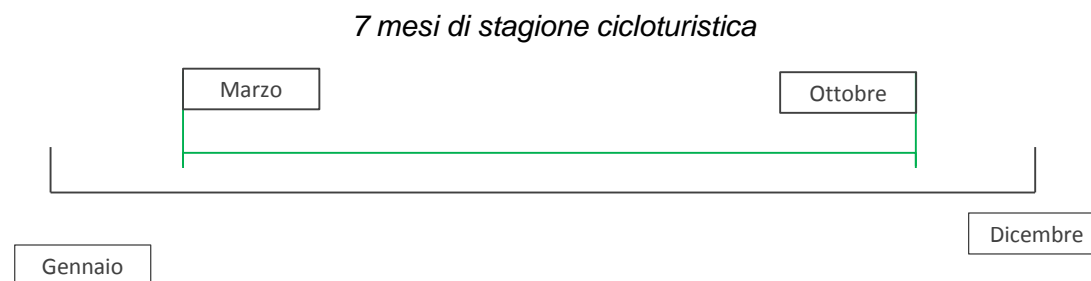 7 mesi di stagione cicloturistica
Marzo
Ottobre
Dicembre
Gennaio